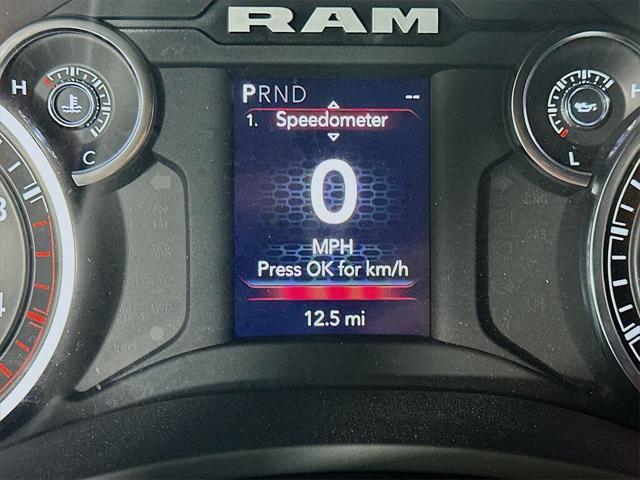 RAM
PRND --
H
H
1. Speedometer
C
L
0
MPH
Press OK for km/h
12.5 mi